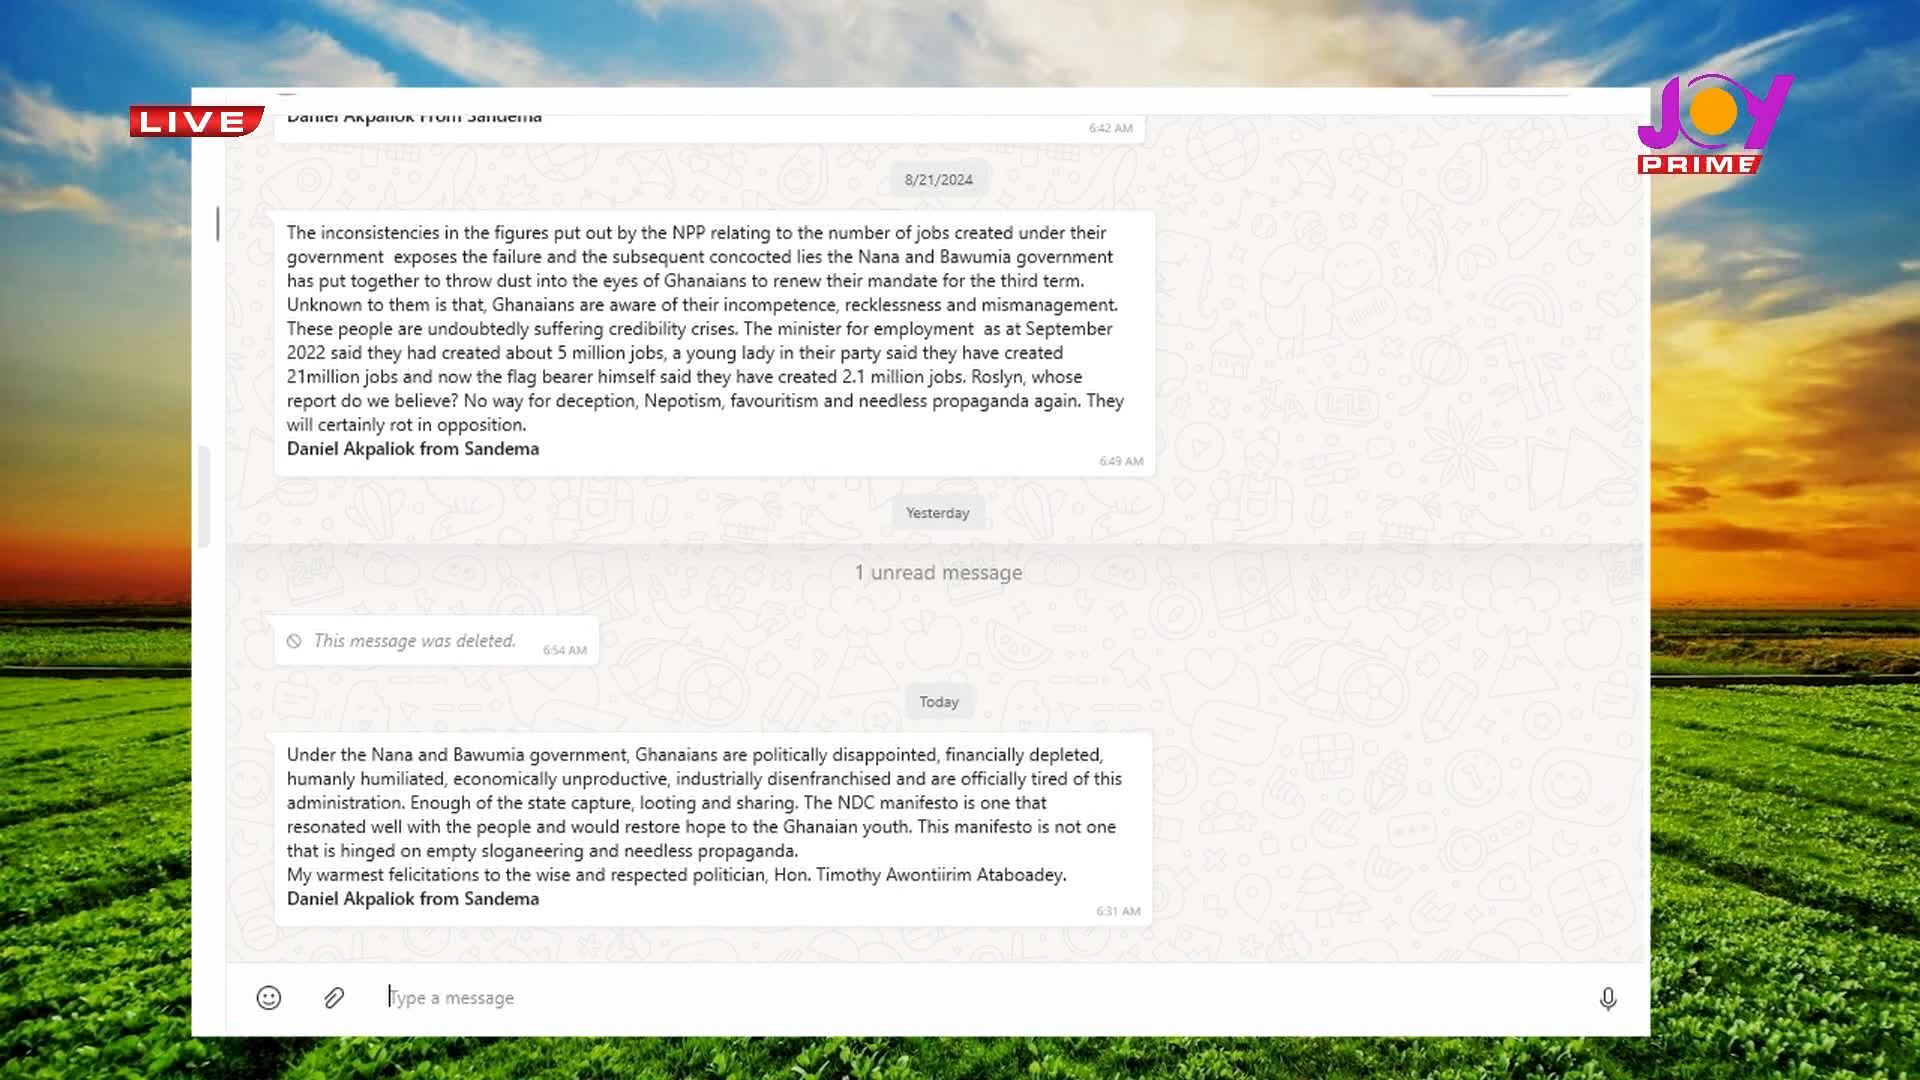 LIVE
JOY
PRIME
Daniel Akpaliok From Sandema
6:42 AM
8/21/2024
The inconsistencies in the figures put out by the NPP relating to the number of jobs created under their
government  exposes the failure and the subsequent concocted lies the Nana and Bawumia government
has put together to throw dust into the eyes of Ghanaians to renew their mandate for the third term.
Unknown to them is that, Ghanaians are aware of their incompetence, recklessness and mismanagement.
These people are undoubtedly suffering credibility crises. The minister for employment  as at September
2022 said they had created about 5 million jobs, a young lady in their party said they have created
21million jobs and now the flag bearer himself said they have created 2.1 million jobs. Roslyn, whose
report do we believe? No way for deception, Nepotism, favouritism and needless propaganda again. They
will certainly rot in opposition.
Daniel Akpaliok from Sandema
6:49 AM
Yesterday
1 unread message
This message was deleted.
6:54 AM
Today
Under the Nana and Bawumia government, Ghanaians are politically disappointed, financially depleted,
humanly humiliated, economically unproductive, industrially disenfranchised and are officially tired of this
administration. Enough of the state capture, looting and sharing. The NDC manifesto is one that
resonated well with the people and would restore hope to the Ghanaian youth. This manifesto is not one
that is hinged on empty sloganeering and needless propaganda.
My warmest felicitations to the wise and respected politician, Hon. Timothy Awontiirim Ataboadey.
Daniel Akpaliok from Sandema
6:31 AM
Type a message